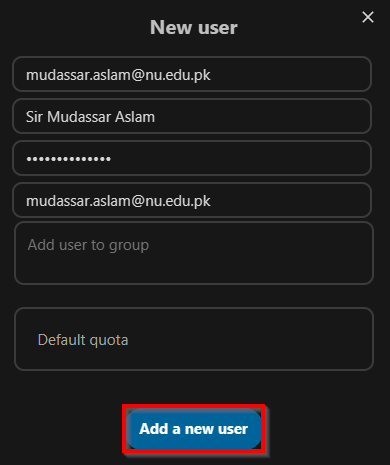 New user
mudassar.aslam@nu.edu.pk
Sir Mudassar Aslam
••••••••••••••
mudassar.aslam@nu.edu.pk
Add user to group
Default quota
Add a new user